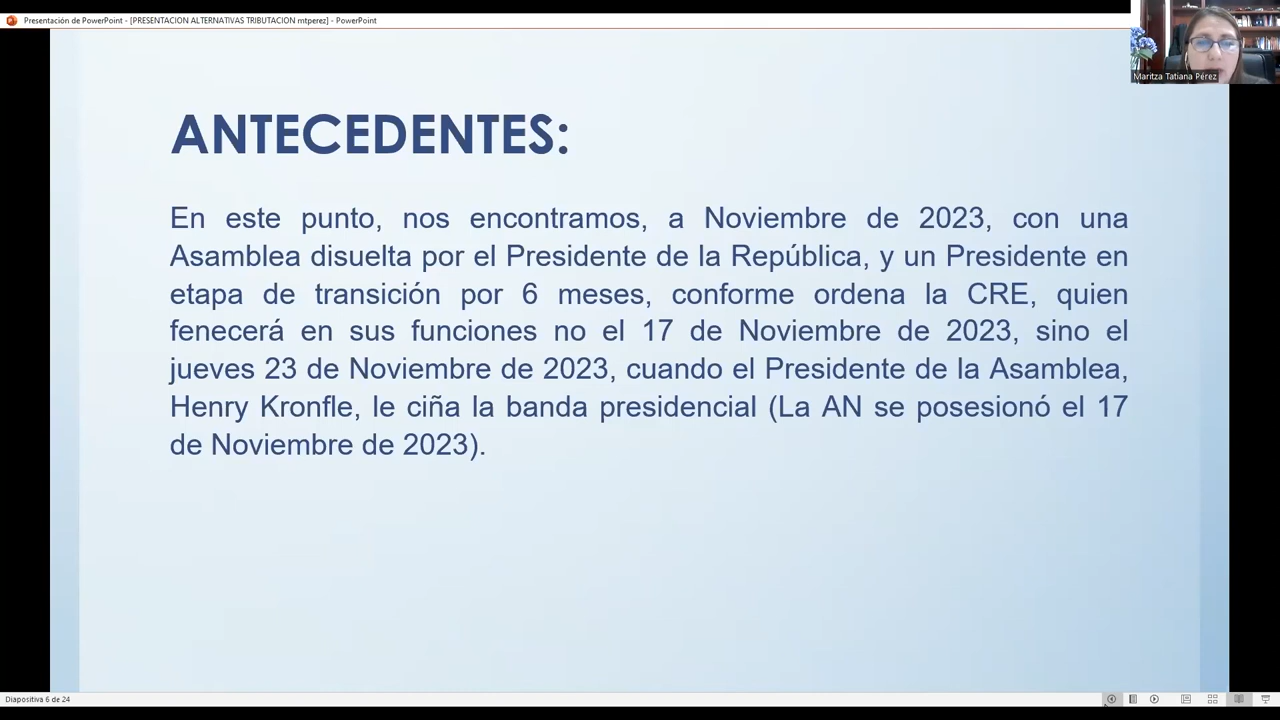 Presentación de PowerPoint - [PRESENTACION ALTERNATIVAS TRIBUTACION mtperez] - PowerPoint
Maritza Tatiana Pérez
ANTECEDENTES:
En este punto, nos encontramos, a Noviembre de 2023, con una
Asamblea disuelta por el Presidente de la República, y un Presidente en
etapa de transición por 6 meses, conforme ordena la CRE, quien
fenecerá en sus funciones no el 17 de Noviembre de 2023, sino el
jueves 23 de Noviembre de 2023, cuando el Presidente de la Asamblea,
Henry Kronfle, le ciña la banda presidencial (La AN se posesionó el 17
de Noviembre de 2023).
Diapositiva 6 de 24